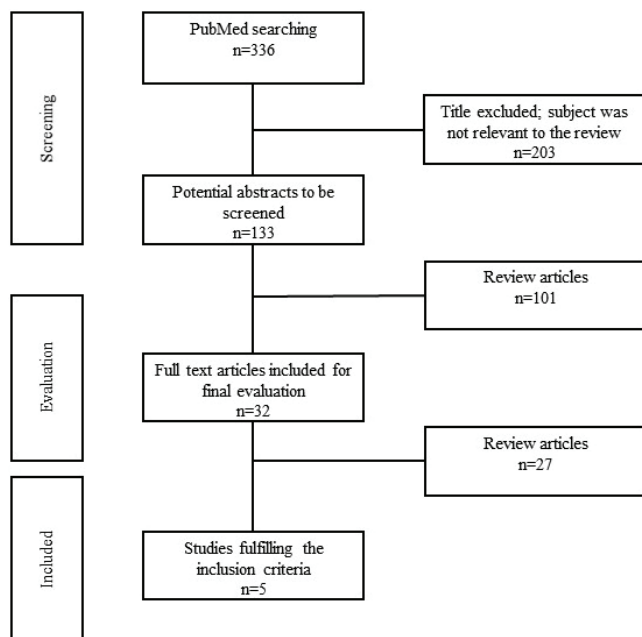 PubMed searching
n=336
Screening
Title excluded; subject was
not relevant to the review
n=203
Potential abstracts to be
screened
n=133
Review articles
n=101
Evaluation
Full text articles included for
final evaluation
n=32
Review articles
n=27
Included
Studies fulfilling the
inclusion criteria
n=5